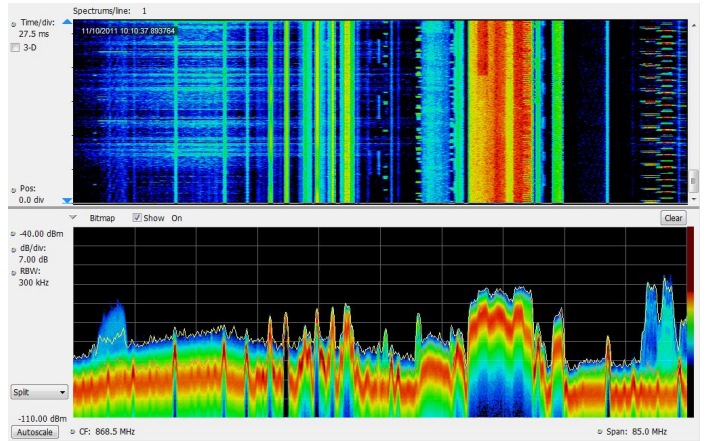 Spectrums/line: 1
Time/div:
27.5 ms
3-D
11/10/2011 10:10:37.893764
Pos:
0.0 div
Bitmap Show On Clear
-40.00 dBm
dB/div:
7.00 dB
RBW:
300 kHz
Split
-110.00 dBm
Autoscale CF: 868.5 MHz Span: 85.0 MHz